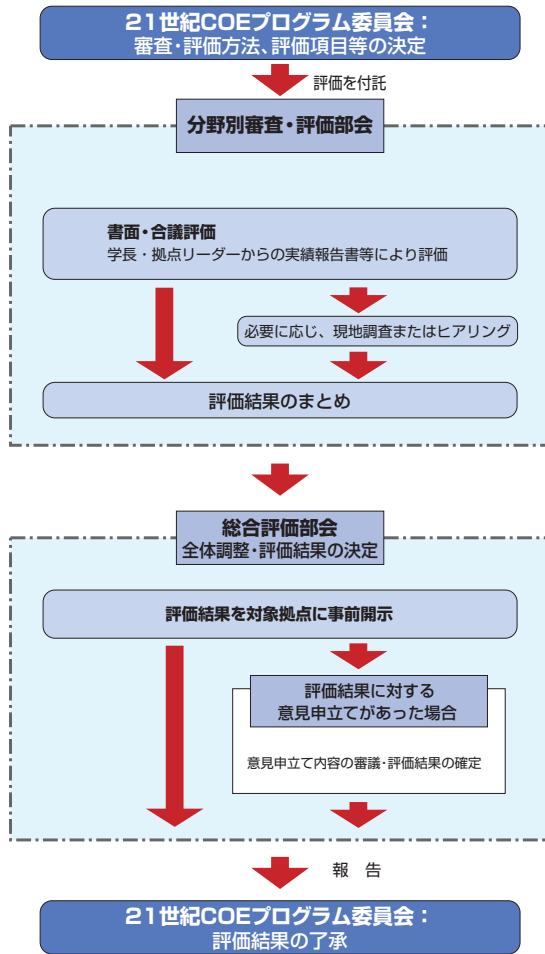 21世紀COEプログラム委員会：
審査・評価方法、評価項目等の決定
評価を付託
分野別審査・評価部会
書面・合議評価
学長・拠点リーダーからの実績報告書等により評価
必要に応じ、現地調査またはヒアリング
評価結果のまとめ
総合評価部会
全体調整・評価結果の決定
評価結果を対象拠点に事前開示
評価結果に対する
意見申立てがあった場合
意見申立て内容の審議・評価結果の確定
報　告
21世紀COEプログラム委員会：
評価結果の了承